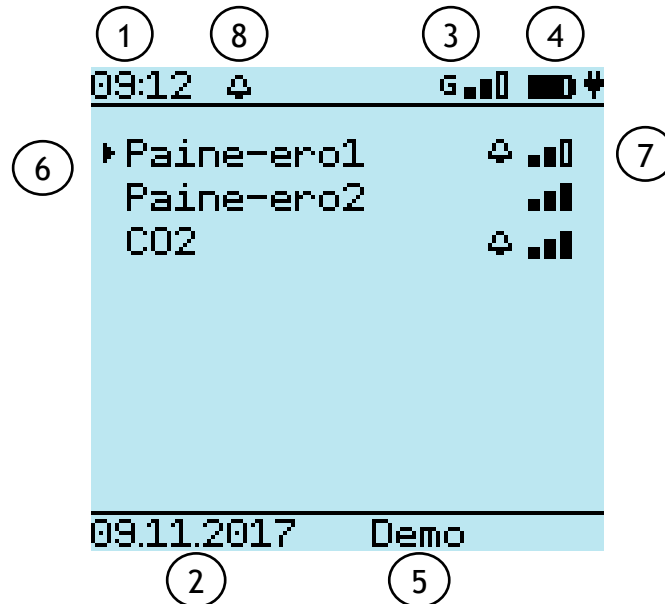 1 8 3 4
09:12 G
6 Paine-ero1 7
Paine-ero2
CO2
09.11.2017 Demo
2 5